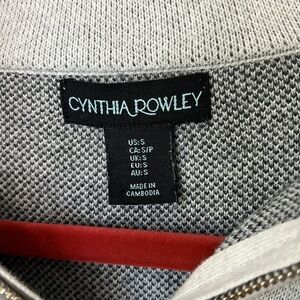 CYNTHIA ROWLEY
US:S
CA:S/P
UK:S
EU:S
AU:S
MADE IN
CAMBODIA